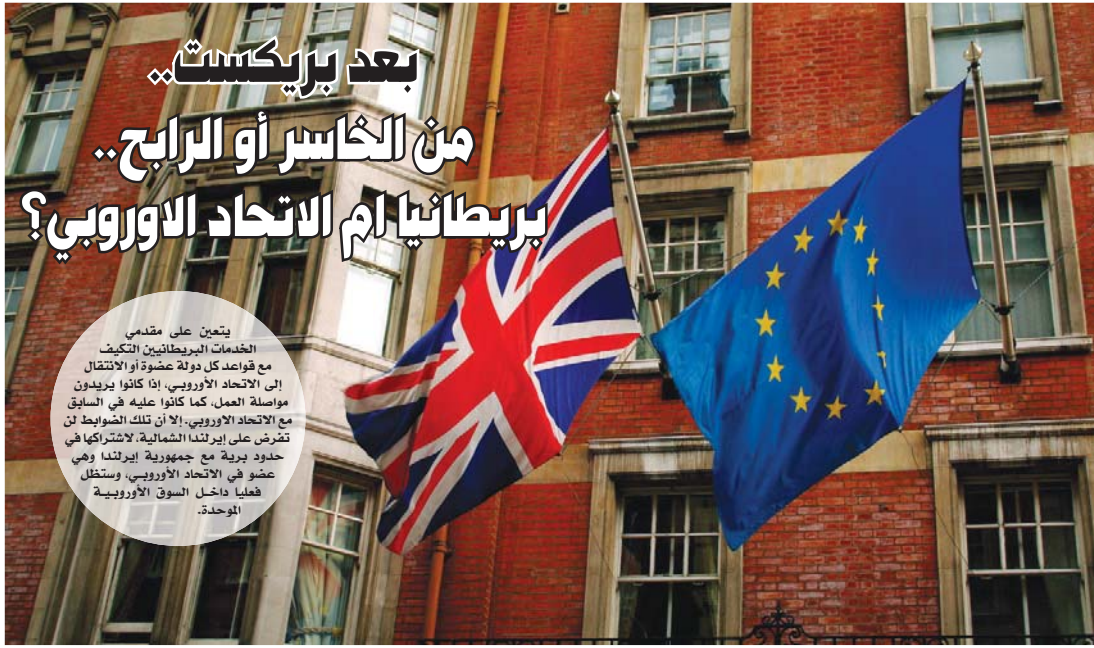 بعد بريكست..
من الخاسر أو الرابح..
بريطانيا ام الاتحاد الاوروبي؟
يتعين على مقدمي
الخدمات البريطانيين التكيف
مع قواعد كل دولة عضوة أو الانتقال
إلى الاتحاد الأوروبي، إذا كانوا يريدون
مواصلة العمل، كما كانوا عليه في السابق
مع الاتحاد الاوروبي. إلا أن تلك الضوابط لن
تفرض على إيرلندا الشمالية، لاشتراكها في
حدود برية مع جمهورية إيرلندا وهي
عضو في الاتحاد الأوروبي، وستظل
فعليا داخل السوق الأوروبية
الموحدة.